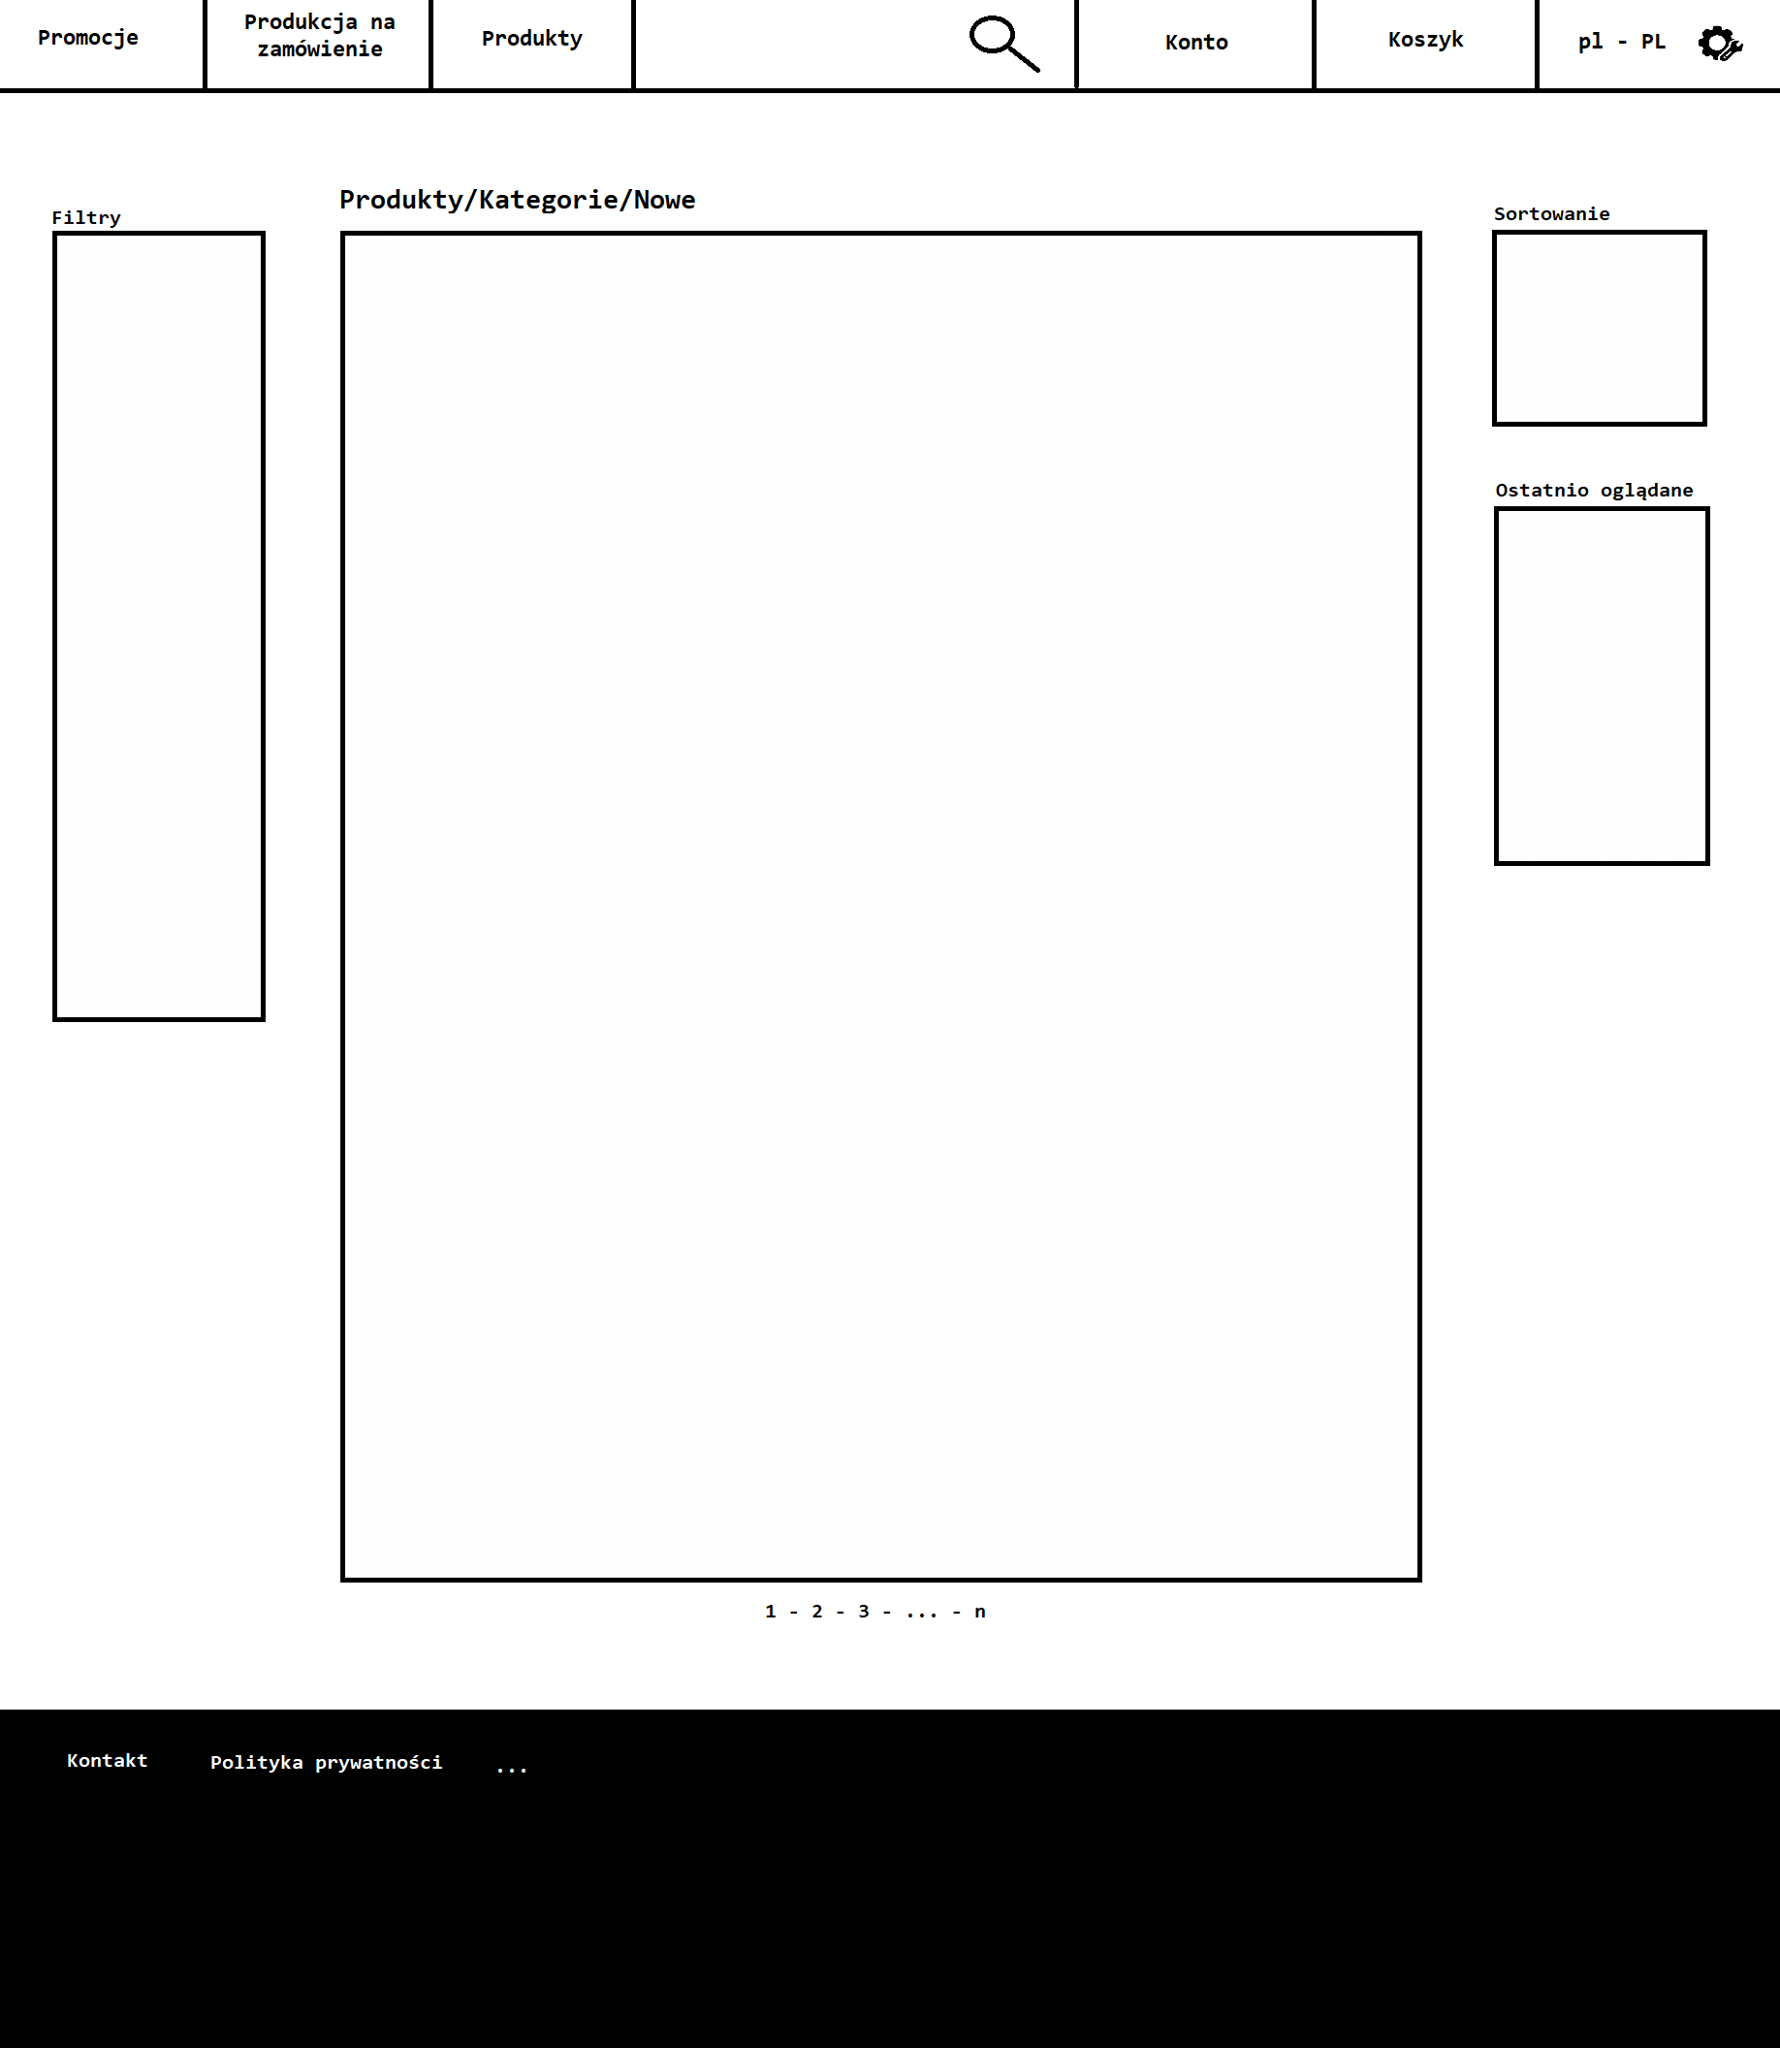 Promocje
Produkcja na
zamówienie
Produkty
Konto
Koszyk
pl - PL
Filtry
Produkty/Kategorie/Nowe
Sortowanie
Ostatnio oglądane
1 - 2 - 3 - ... - n
Kontakt
Polityka prywatności
...